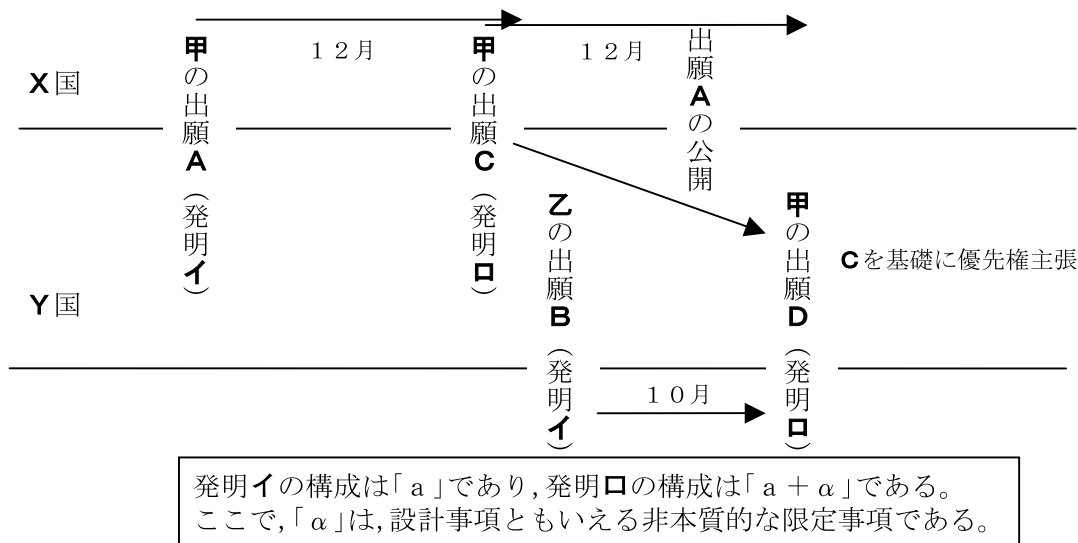 12月
12月
X国
甲の出願A（発明イ）
甲の出願C（発明ロ）
出願Aの公開
Y国
乙の出願B（発明イ）
甲の出願D（発明ロ）
Cを基礎に優先権主張
10月
発明イの構成は「a」であり,発明ロの構成は「a＋α」である。
ここで,「α」は,設計事項ともいえる非本質的な限定事項である。